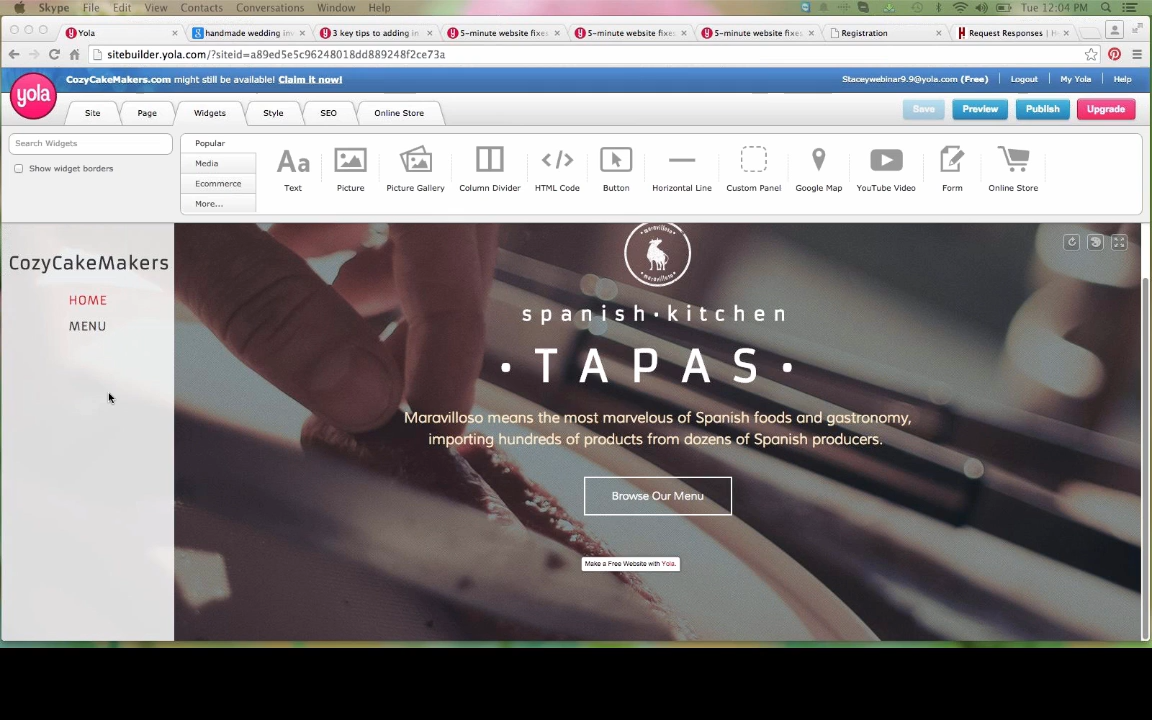 Skype File Edit View Contacts Conversations Window Help Tue 12:04 PM
Yola handmade wedding inv 3 key tips to adding in 5-minute website fixes 5-minute website fixes 5-minute website fixes Registration Request Responses | H
sitebuilder.yola.com/?siteid=a89ed5e5c96248018dd889248f2ce73a
yola
CozyCakeMakers.com might still be available! Claim it now! Staceywebinar9.9@yola.com (Free) Logout My Yola Help
Site Page Widgets Style SEO Online Store Save Preview Publish Upgrade
Search Widgets
Show widget borders
Popular
Media
Ecommerce
More...
Aa
Text Picture Picture Gallery Column Divider HTML Code Button Horizontal Line Custom Panel Google Map YouTube Video Form Online Store
CozyCakeMakers
HOME
MENU
maravilloso
maravilloso
spanish·kitchen
·TAPAS·
Maravilloso means the most marvelous of Spanish foods and gastronomy,
importing hundreds of products from dozens of Spanish producers.
Browse Our Menu
Make a Free Website with Yola.